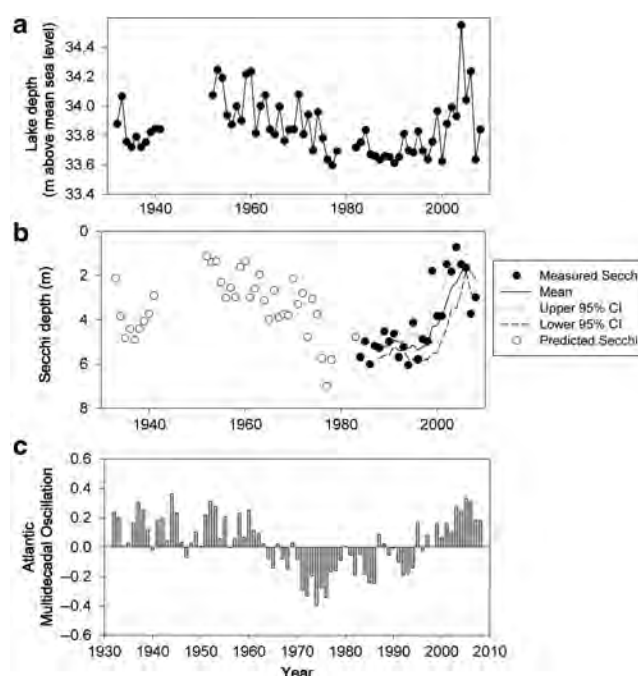 a
Lake depth
(m above mean sea level)
34.4
34.2
34.0
33.8
33.6
33.4
1940
1960
1980
2000
b
Secchi depth (m)
0
2
4
6
8
1940
1960
1980
2000
Measured Secchi
Mean
Upper 95% CI
Lower 95% CI
Predicted Secchi
c
Atlantic
Multidecadal Oscillation
0.6
0.4
0.2
0.0
−0.2
−0.4
−0.6
1930
1940
1950
1960
1970
1980
1990
2000
2010
Year